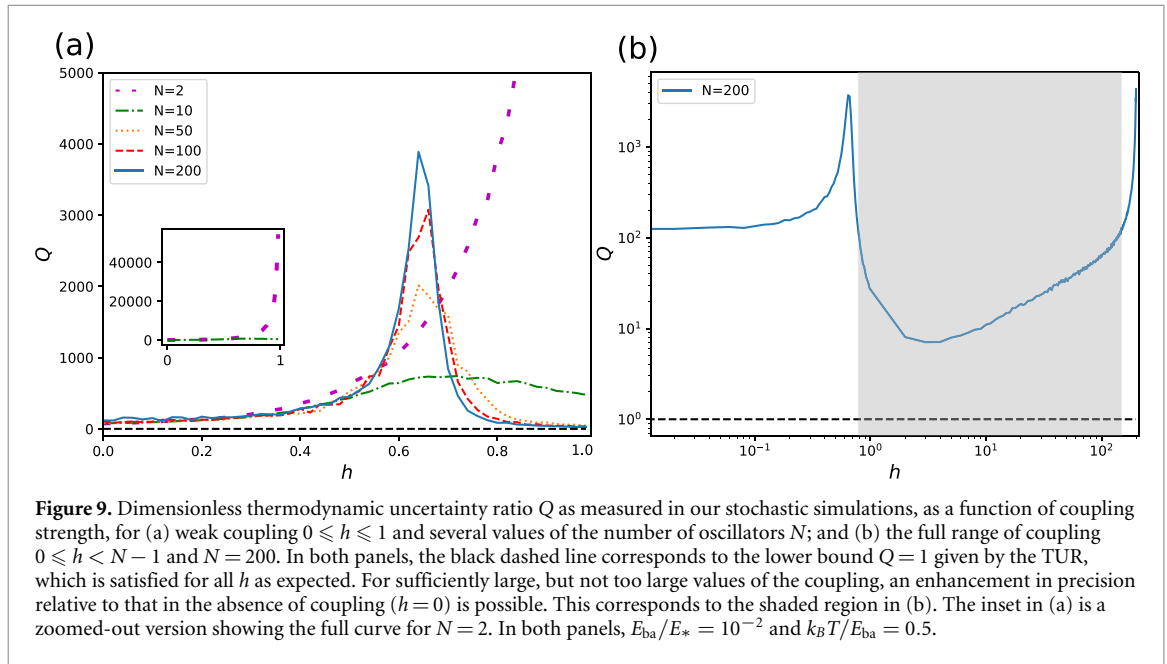 (a)
(b)
5000
4000
3000
2000
1000
0
Q
N=2
N=10
N=50
N=100
N=200
40000
20000
0
0
1
0.0
0.2
0.4
0.6
0.8
1.0
h
N=200
Q
10³
10²
10¹
10⁰
10⁻¹
10⁰
10¹
10²
h
Figure 9. Dimensionless thermodynamic uncertainty ratio Q as measured in our stochastic simulations, as a function of coupling
strength, for (a) weak coupling 0 ⩽ h ⩽ 1 and several values of the number of oscillators N; and (b) the full range of coupling
0 ⩽ h < N − 1 and N = 200. In both panels, the black dashed line corresponds to the lower bound Q = 1 given by the TUR,
which is satisfied for all h as expected. For sufficiently large, but not too large values of the coupling, an enhancement in precision
relative to that in the absence of coupling (h = 0) is possible. This corresponds to the shaded region in (b). The inset in (a) is a
zoomed-out version showing the full curve for N = 2. In both panels, E_ba/E_* = 10⁻² and k_BT/E_ba = 0.5.